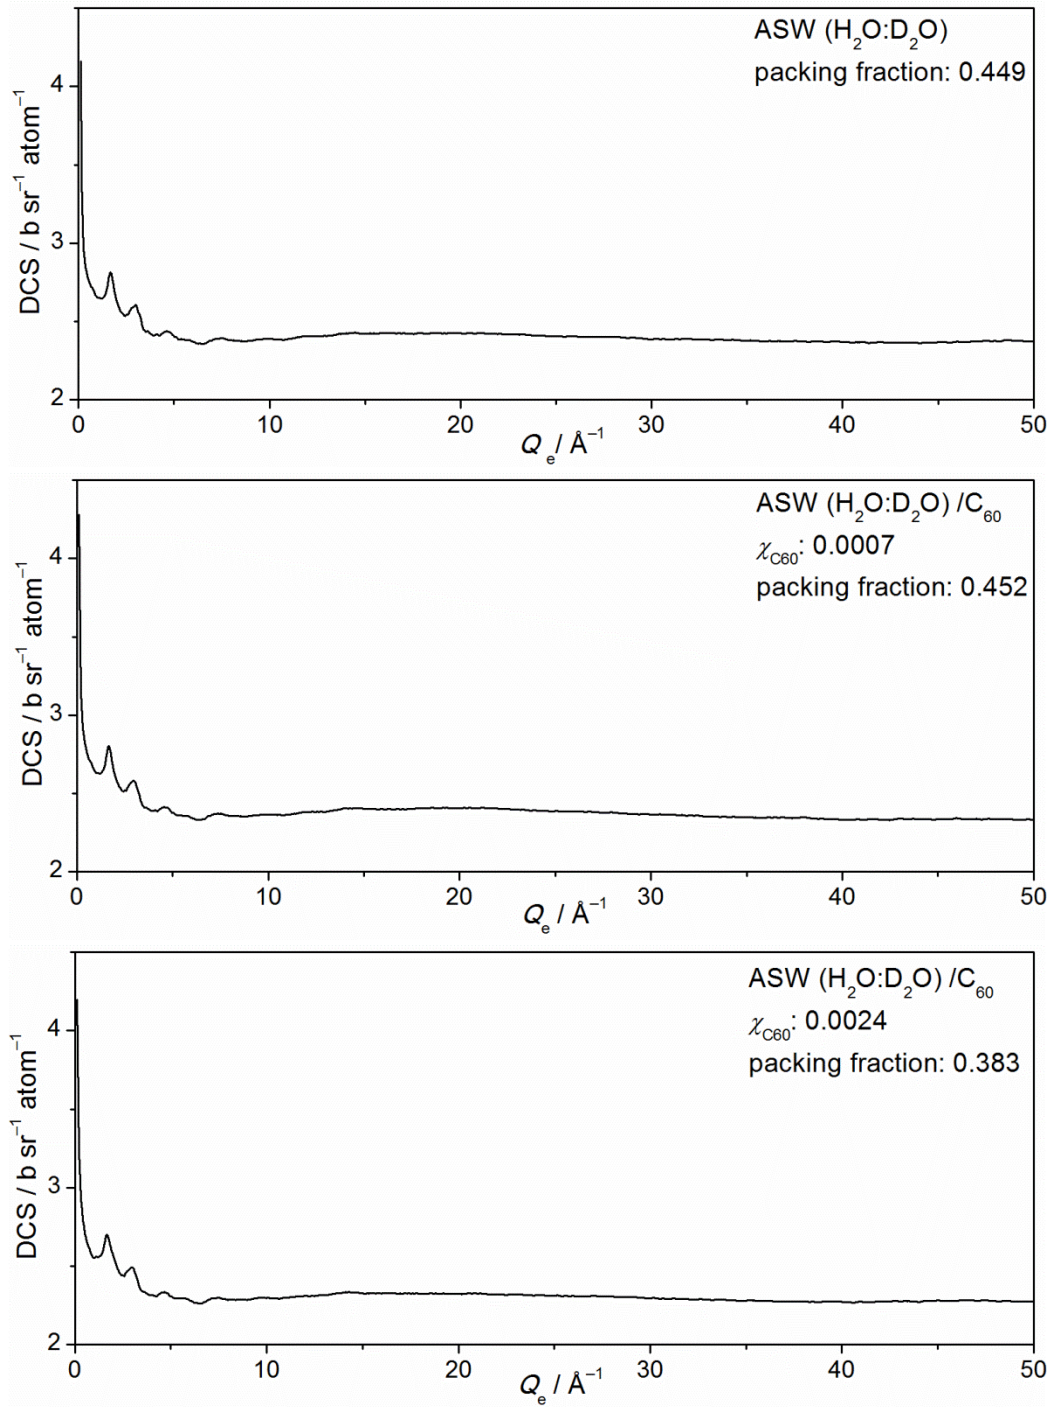 ASW (H₂O:D₂O)
packing fraction: 0.449
DCS / b sr⁻¹ atom⁻¹
4
3
2
0 10 20 30 40 50
Qₑ / Å⁻¹
ASW (H₂O:D₂O) /C₆₀
χC60: 0.0007
packing fraction: 0.452
DCS / b sr⁻¹ atom⁻¹
4
3
2
0 10 20 30 40 50
Qₑ / Å⁻¹
ASW (H₂O:D₂O) /C₆₀
χC60: 0.0024
packing fraction: 0.383
DCS / b sr⁻¹ atom⁻¹
4
3
2
0 10 20 30 40 50
Qₑ / Å⁻¹